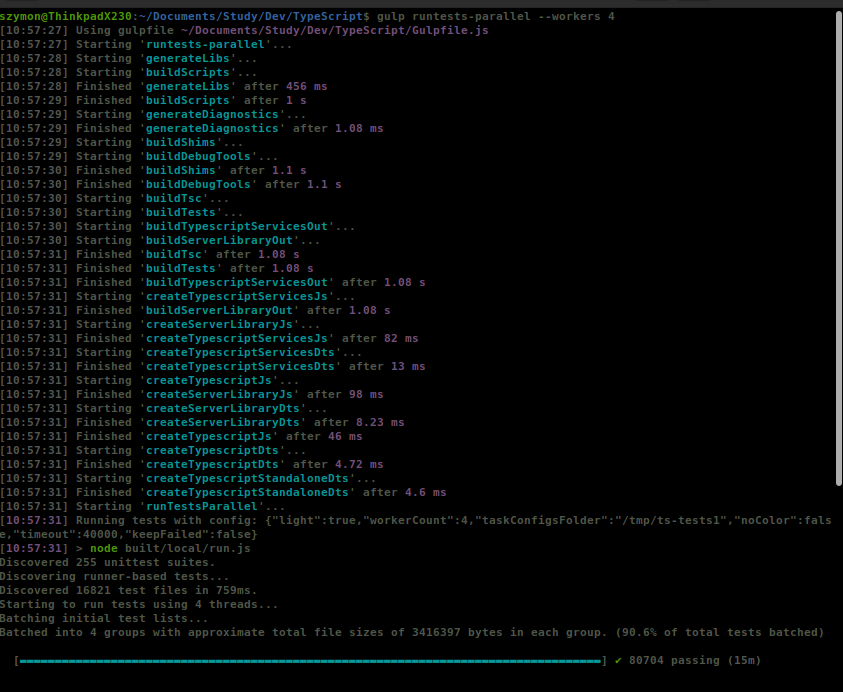 szymon@ThinkpadX230:~/Documents/Study/Dev/TypeScript$ gulp runtests-parallel --workers 4
[10:57:27] Using gulpfile ~/Documents/Study/Dev/TypeScript/Gulpfile.js
[10:57:27] Starting 'runtests-parallel'...
[10:57:28] Starting 'generateLibs'...
[10:57:28] Starting 'buildScripts'...
[10:57:28] Finished 'generateLibs' after 456 ms
[10:57:29] Finished 'buildScripts' after 1 s
[10:57:29] Starting 'generateDiagnostics'...
[10:57:29] Finished 'generateDiagnostics' after 1.08 ms
[10:57:29] Starting 'buildShims'...
[10:57:29] Starting 'buildDebugTools'...
[10:57:30] Finished 'buildShims' after 1.1 s
[10:57:30] Finished 'buildDebugTools' after 1.1 s
[10:57:30] Starting 'buildTsc'...
[10:57:30] Starting 'buildTests'...
[10:57:30] Starting 'buildTypescriptServicesOut'...
[10:57:30] Starting 'buildServerLibraryOut'...
[10:57:31] Finished 'buildTsc' after 1.08 s
[10:57:31] Finished 'buildTests' after 1.08 s
[10:57:31] Finished 'buildTypescriptServicesOut' after 1.08 s
[10:57:31] Starting 'createTypescriptServicesJs'...
[10:57:31] Finished 'buildServerLibraryOut' after 1.08 s
[10:57:31] Starting 'createServerLibraryJs'...
[10:57:31] Finished 'createTypescriptServicesJs' after 82 ms
[10:57:31] Starting 'createTypescriptServicesDts'...
[10:57:31] Finished 'createTypescriptServicesDts' after 13 ms
[10:57:31] Starting 'createTypescriptJs'...
[10:57:31] Finished 'createServerLibraryJs' after 98 ms
[10:57:31] Starting 'createServerLibraryDts'...
[10:57:31] Finished 'createServerLibraryDts' after 8.23 ms
[10:57:31] Finished 'createTypescriptJs' after 46 ms
[10:57:31] Starting 'createTypescriptDts'...
[10:57:31] Finished 'createTypescriptDts' after 4.72 ms
[10:57:31] Starting 'createTypescriptStandaloneDts'...
[10:57:31] Finished 'createTypescriptStandaloneDts' after 4.6 ms
[10:57:31] Starting 'runTestsParallel'...
[10:57:31] Running tests with config: {"light":true,"workerCount":4,"taskConfigsFolder":"/tmp/ts-tests1","noColor":fals
e,"timeout":40000,"keepFailed":false}
[10:57:31] > node built/local/run.js
Discovered 255 unittest suites.
Discovering runner-based tests...
Discovered 16821 test files in 759ms.
Starting to run tests using 4 threads...
Batching initial test lists...
Batched into 4 groups with approximate total file sizes of 3416397 bytes in each group. (90.6% of total tests batched)
[] ✓ 80704 passing (15m)